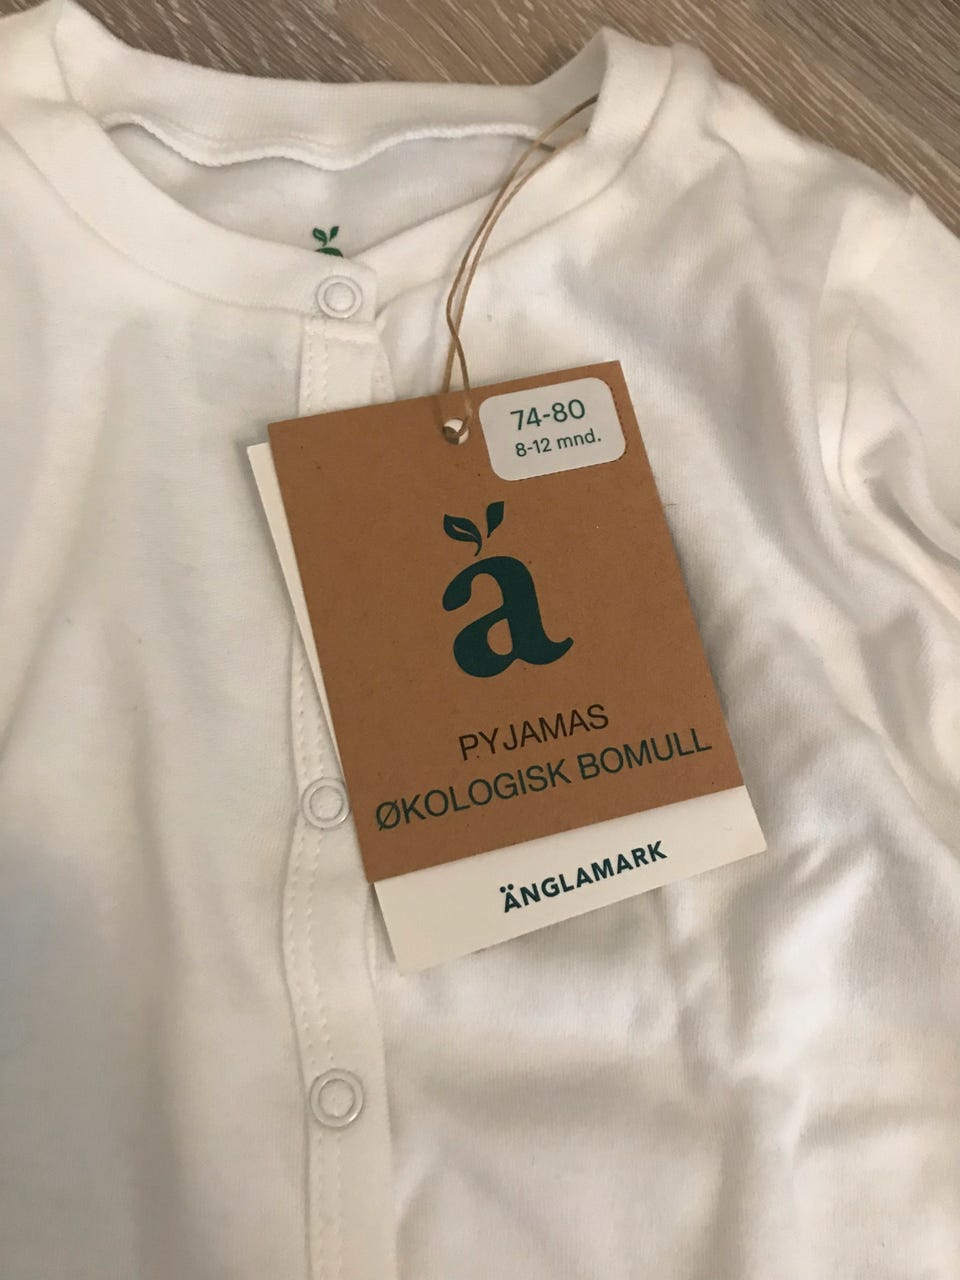 74-80
8-12 mnd.
ä
PYJAMAS
ØKOLOGISK BOMULL
ÄNGLAMARK